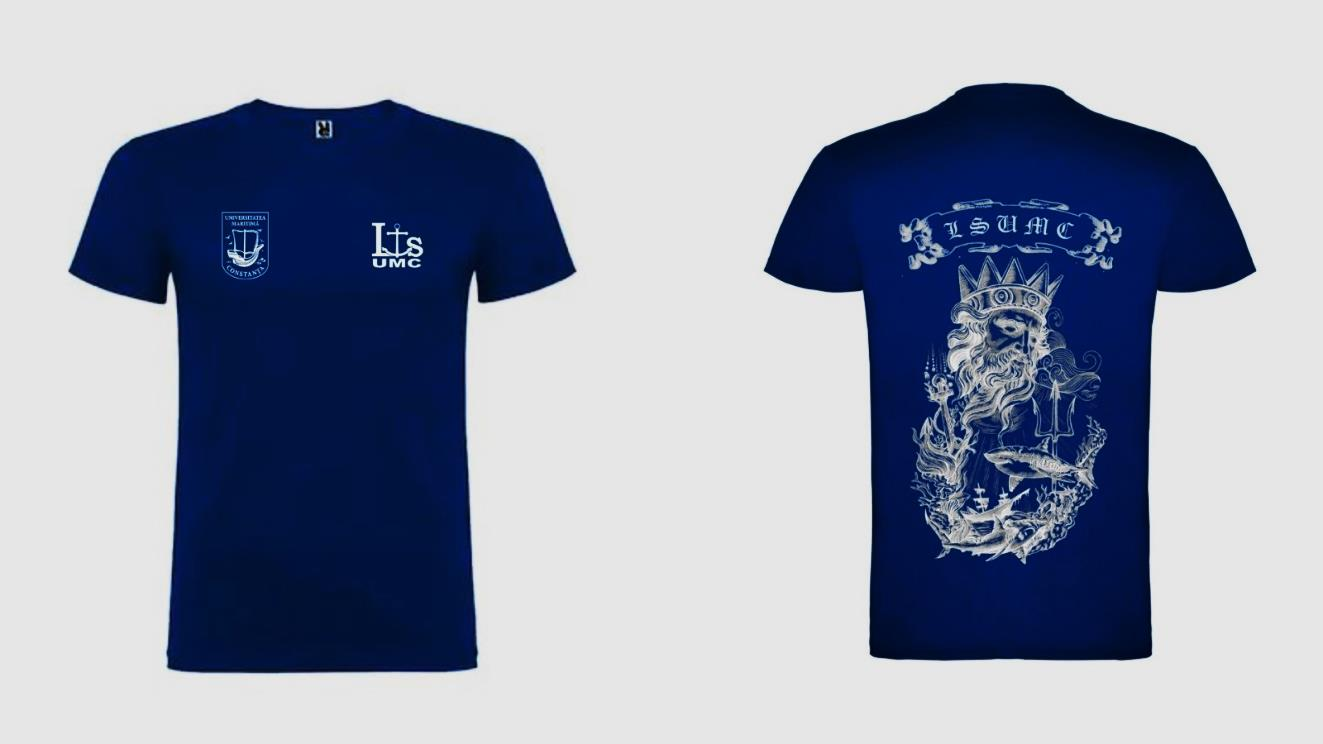 UNIVERSITATEA
MARITIMĂ
CONSTANȚA
LS
UMC
LSUMC